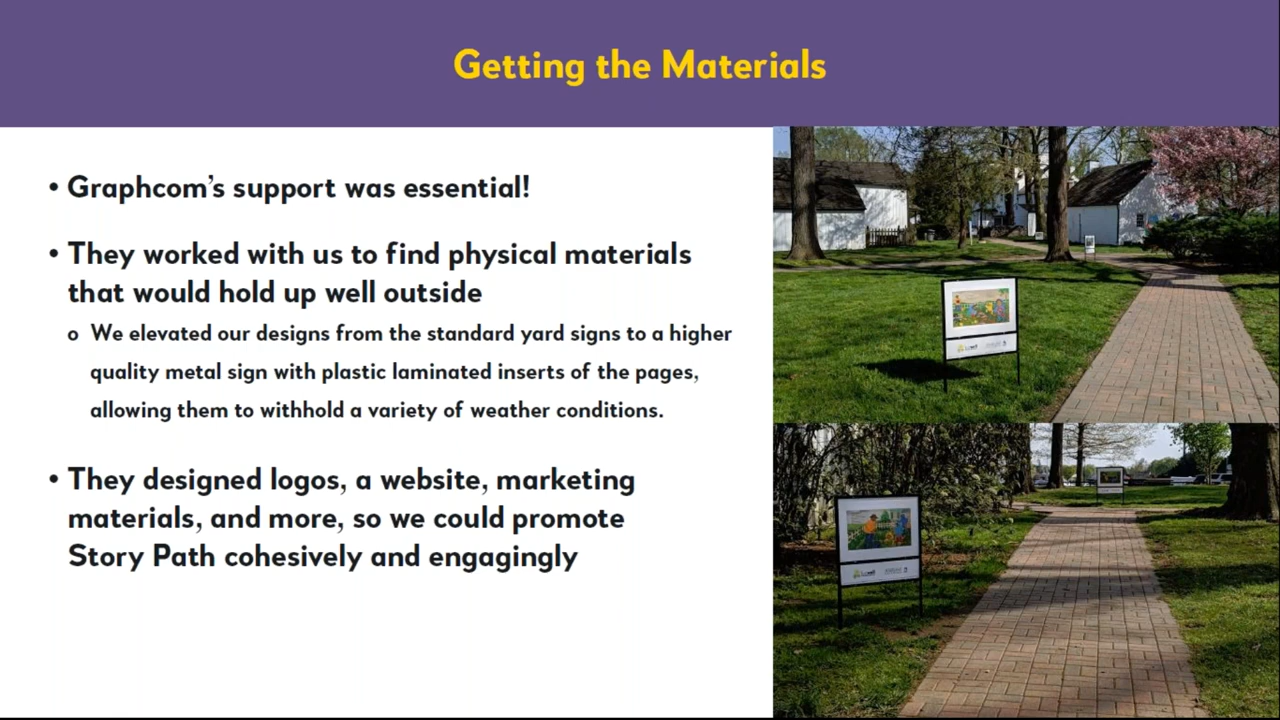 Getting the Materials
• Graphcom's support was essential!
• They worked with us to find physical materials
that would hold up well outside
o We elevated our designs from the standard yard signs to a higher
quality metal sign with plastic laminated inserts of the pages,
allowing them to withhold a variety of weather conditions.
• They designed logos, a website, marketing
materials, and more, so we could promote
Story Path cohesively and engagingly